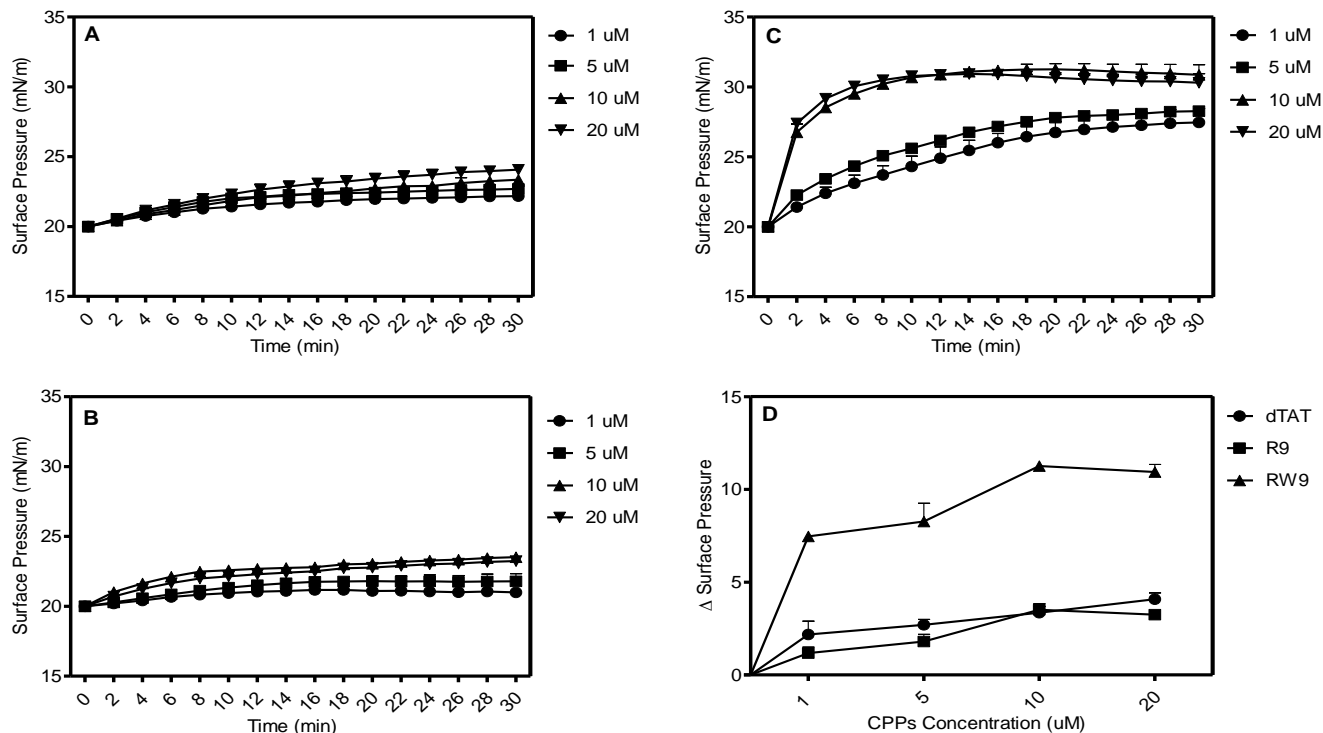 A
35
30
25
20
15
Surface Pressure (mN/m)
0 2 4 6 8 10 12 14 16 18 20 22 24 26 28 30
Time (min)
1 uM
5 uM
10 uM
20 uM
C
35
30
25
20
15
Surface Pressure (mN/m)
0 2 4 6 8 10 12 14 16 18 20 22 24 26 28 30
Time (min)
1 uM
5 uM
10 uM
20 uM
B
35
30
25
20
15
Surface Pressure (mN/m)
0 2 4 6 8 10 12 14 16 18 20 22 24 26 28 30
Time (min)
1 uM
5 uM
10 uM
20 uM
D
15
10
5
0
Δ Surface Pressure
1 5 10 20
CPPs Concentration (uM)
dTAT
R9
RW9